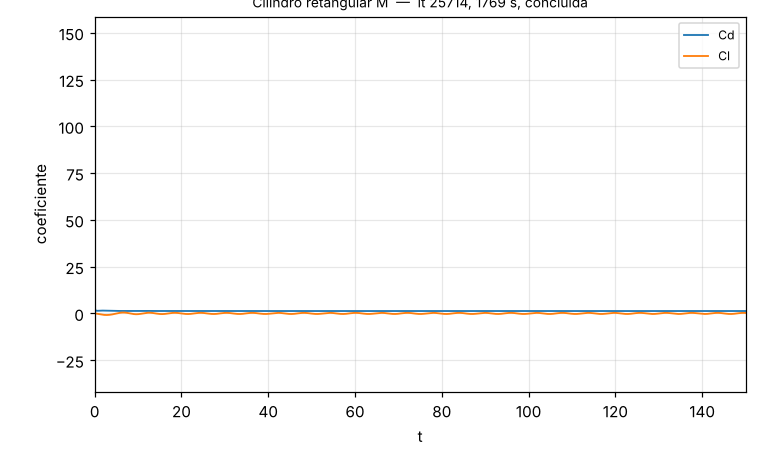 Cilindro retangular M — it 25714, 1769 s, concluída
150
125
100
75
50
25
0
−25
coeficiente
0 20 40 60 80 100 120 140
t
Cd
Cl